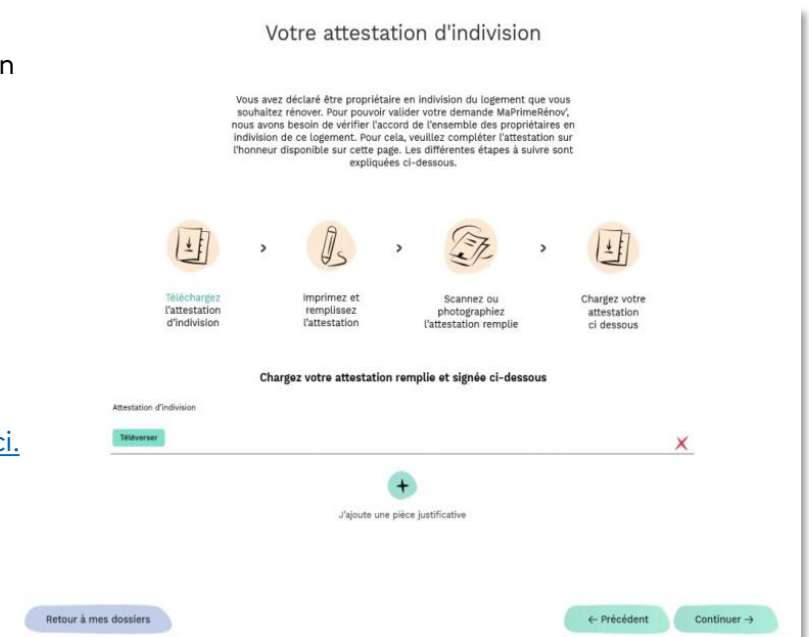 Votre attestation d'indivision
n
Vous avez déclaré être propriétaire en indivision du logement que vous
souhaitez rénover. Pour pouvoir valider votre demande MaPrimeRénov',
nous avons besoin de vérifier l'accord de l'ensemble des propriétaires en
indivision de ce logement. Pour cela, veuillez compléter l'attestation sur
l'honneur disponible sur cette page. Les différentes étapes à suivre sont
expliquées ci-dessous.
Téléchargez
l'attestation
d'indivision
Imprimez et
remplissez
l'attestation
Scannez ou
photographiez
l'attestation remplie
Chargez votre
attestation
ci dessous
Chargez votre attestation remplie et signée ci-dessous
Attestation d'indivision
Téléverser
ci.
J'ajoute une pièce justificative
Retour à mes dossiers
← Précédent
Continuer →